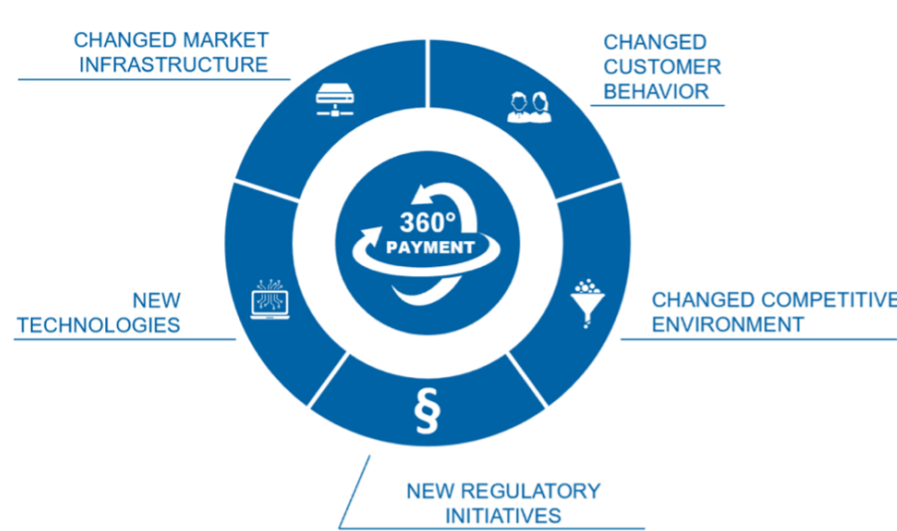 CHANGED MARKET
INFRASTRUCTURE
CHANGED
CUSTOMER
BEHAVIOR
360°
PAYMENT
NEW
TECHNOLOGIES
CHANGED COMPETITIVE
ENVIRONMENT
§
NEW REGULATORY
INITIATIVES